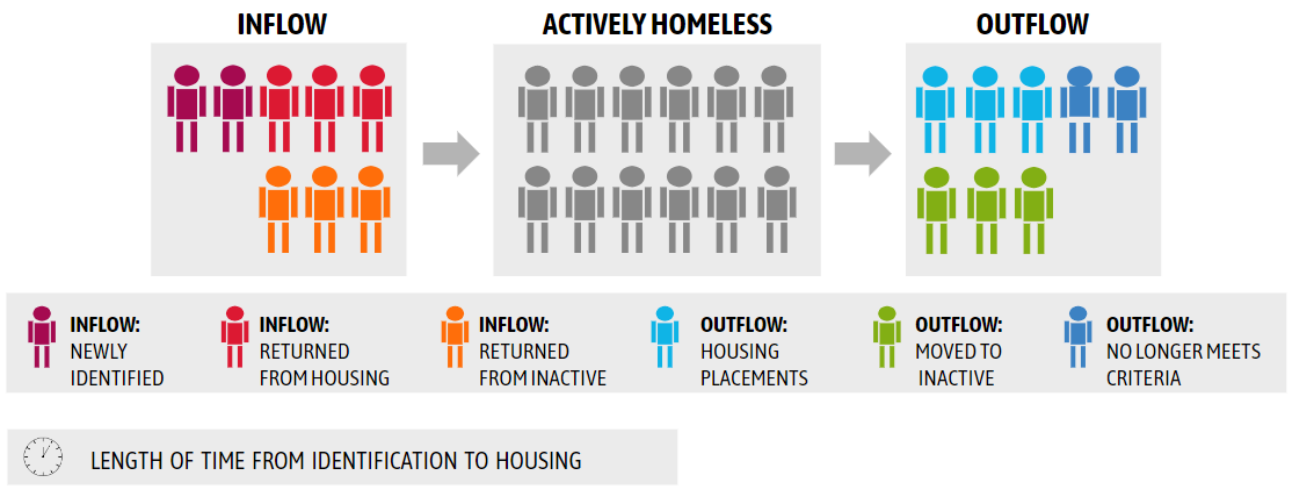 INFLOW
ACTIVELY HOMELESS
OUTFLOW
INFLOW:
NEWLY
IDENTIFIED
INFLOW:
RETURNED
FROM HOUSING
INFLOW:
RETURNED
FROM INACTIVE
OUTFLOW:
HOUSING
PLACEMENTS
OUTFLOW:
MOVED TO
INACTIVE
OUTFLOW:
NO LONGER MEETS
CRITERIA
LENGTH OF TIME FROM IDENTIFICATION TO HOUSING